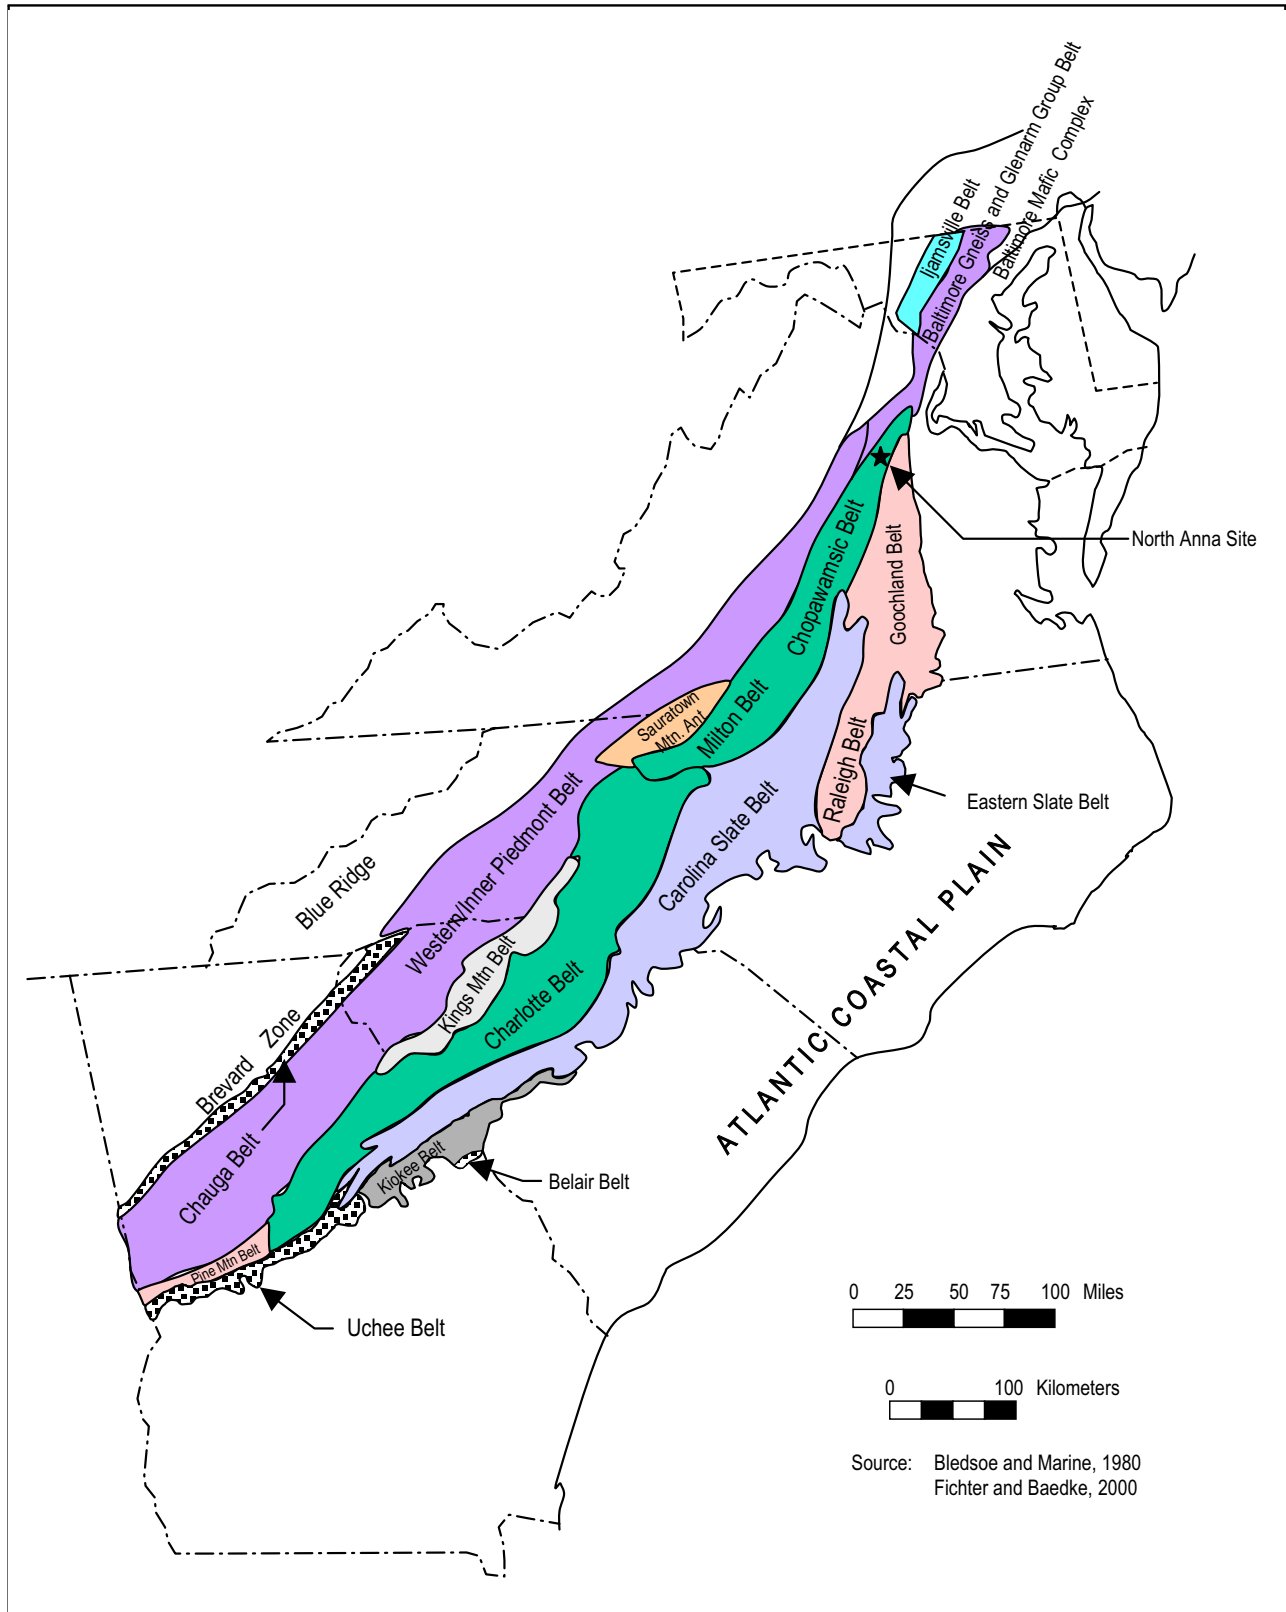 Baltimore Gneiss and Glenarm Group Belt
Baltimore Mafic Complex
Ijamsville Belt
North Anna Site
Chopawamsic Belt
Goochland Belt
Sauratown
Mtn. Ant
Milton Belt
Raleigh Belt
Eastern Slate Belt
Carolina Slate Belt
Western/Inner Piedmont Belt
Blue Ridge
Kings Mtn Belt
Charlotte Belt
ATLANTIC COASTAL PLAIN
Brevard Zone
Chauga Belt
Kiokee Belt
Belair Belt
Pine Mtn Belt
Uchee Belt
0 25 50 75 100 Miles
0 100 Kilometers
Source: Bledsoe and Marine, 1980
Fichter and Baedke, 2000